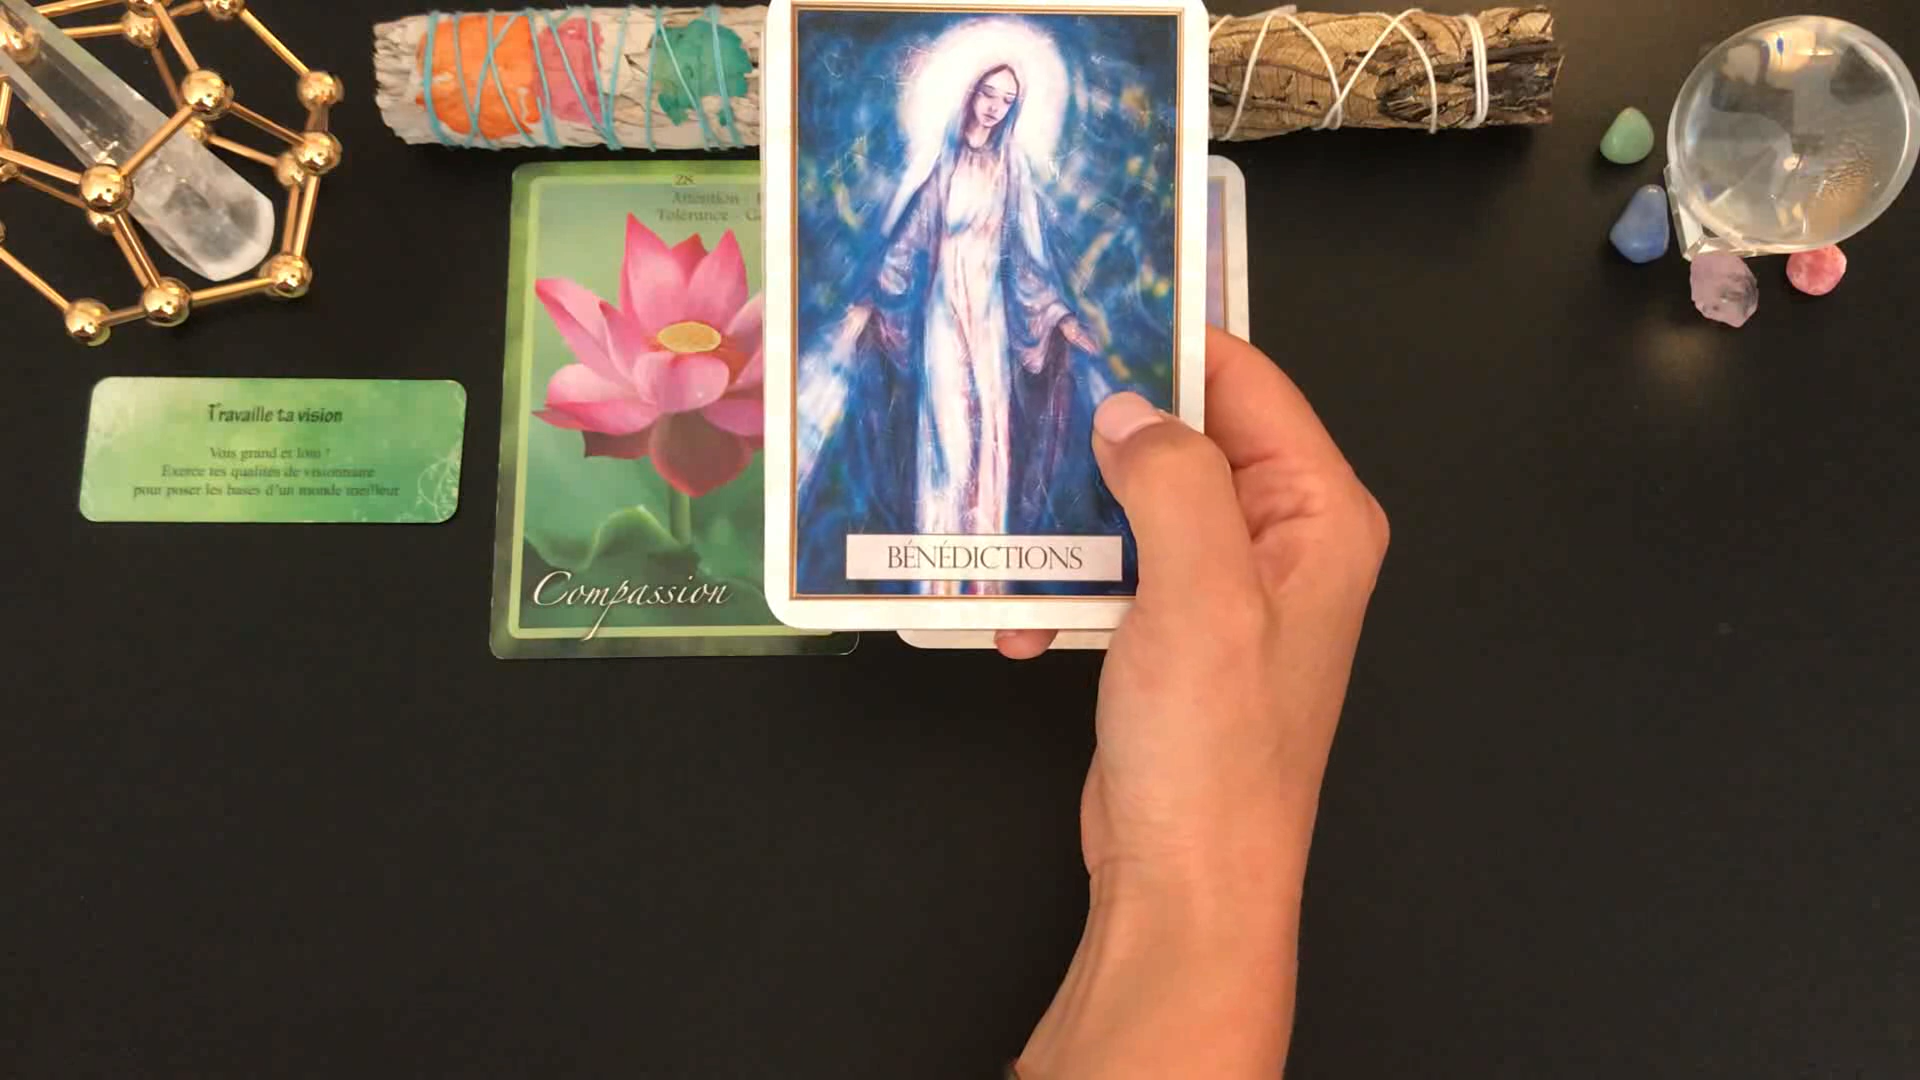 Travaille ta vision
Vois grand et loin !
Exerce tes qualités de visionnaire
pour poser les bases d'un monde meilleur
28
Attention -
Tolérance -
Compassion
BÉNÉDICTIONS